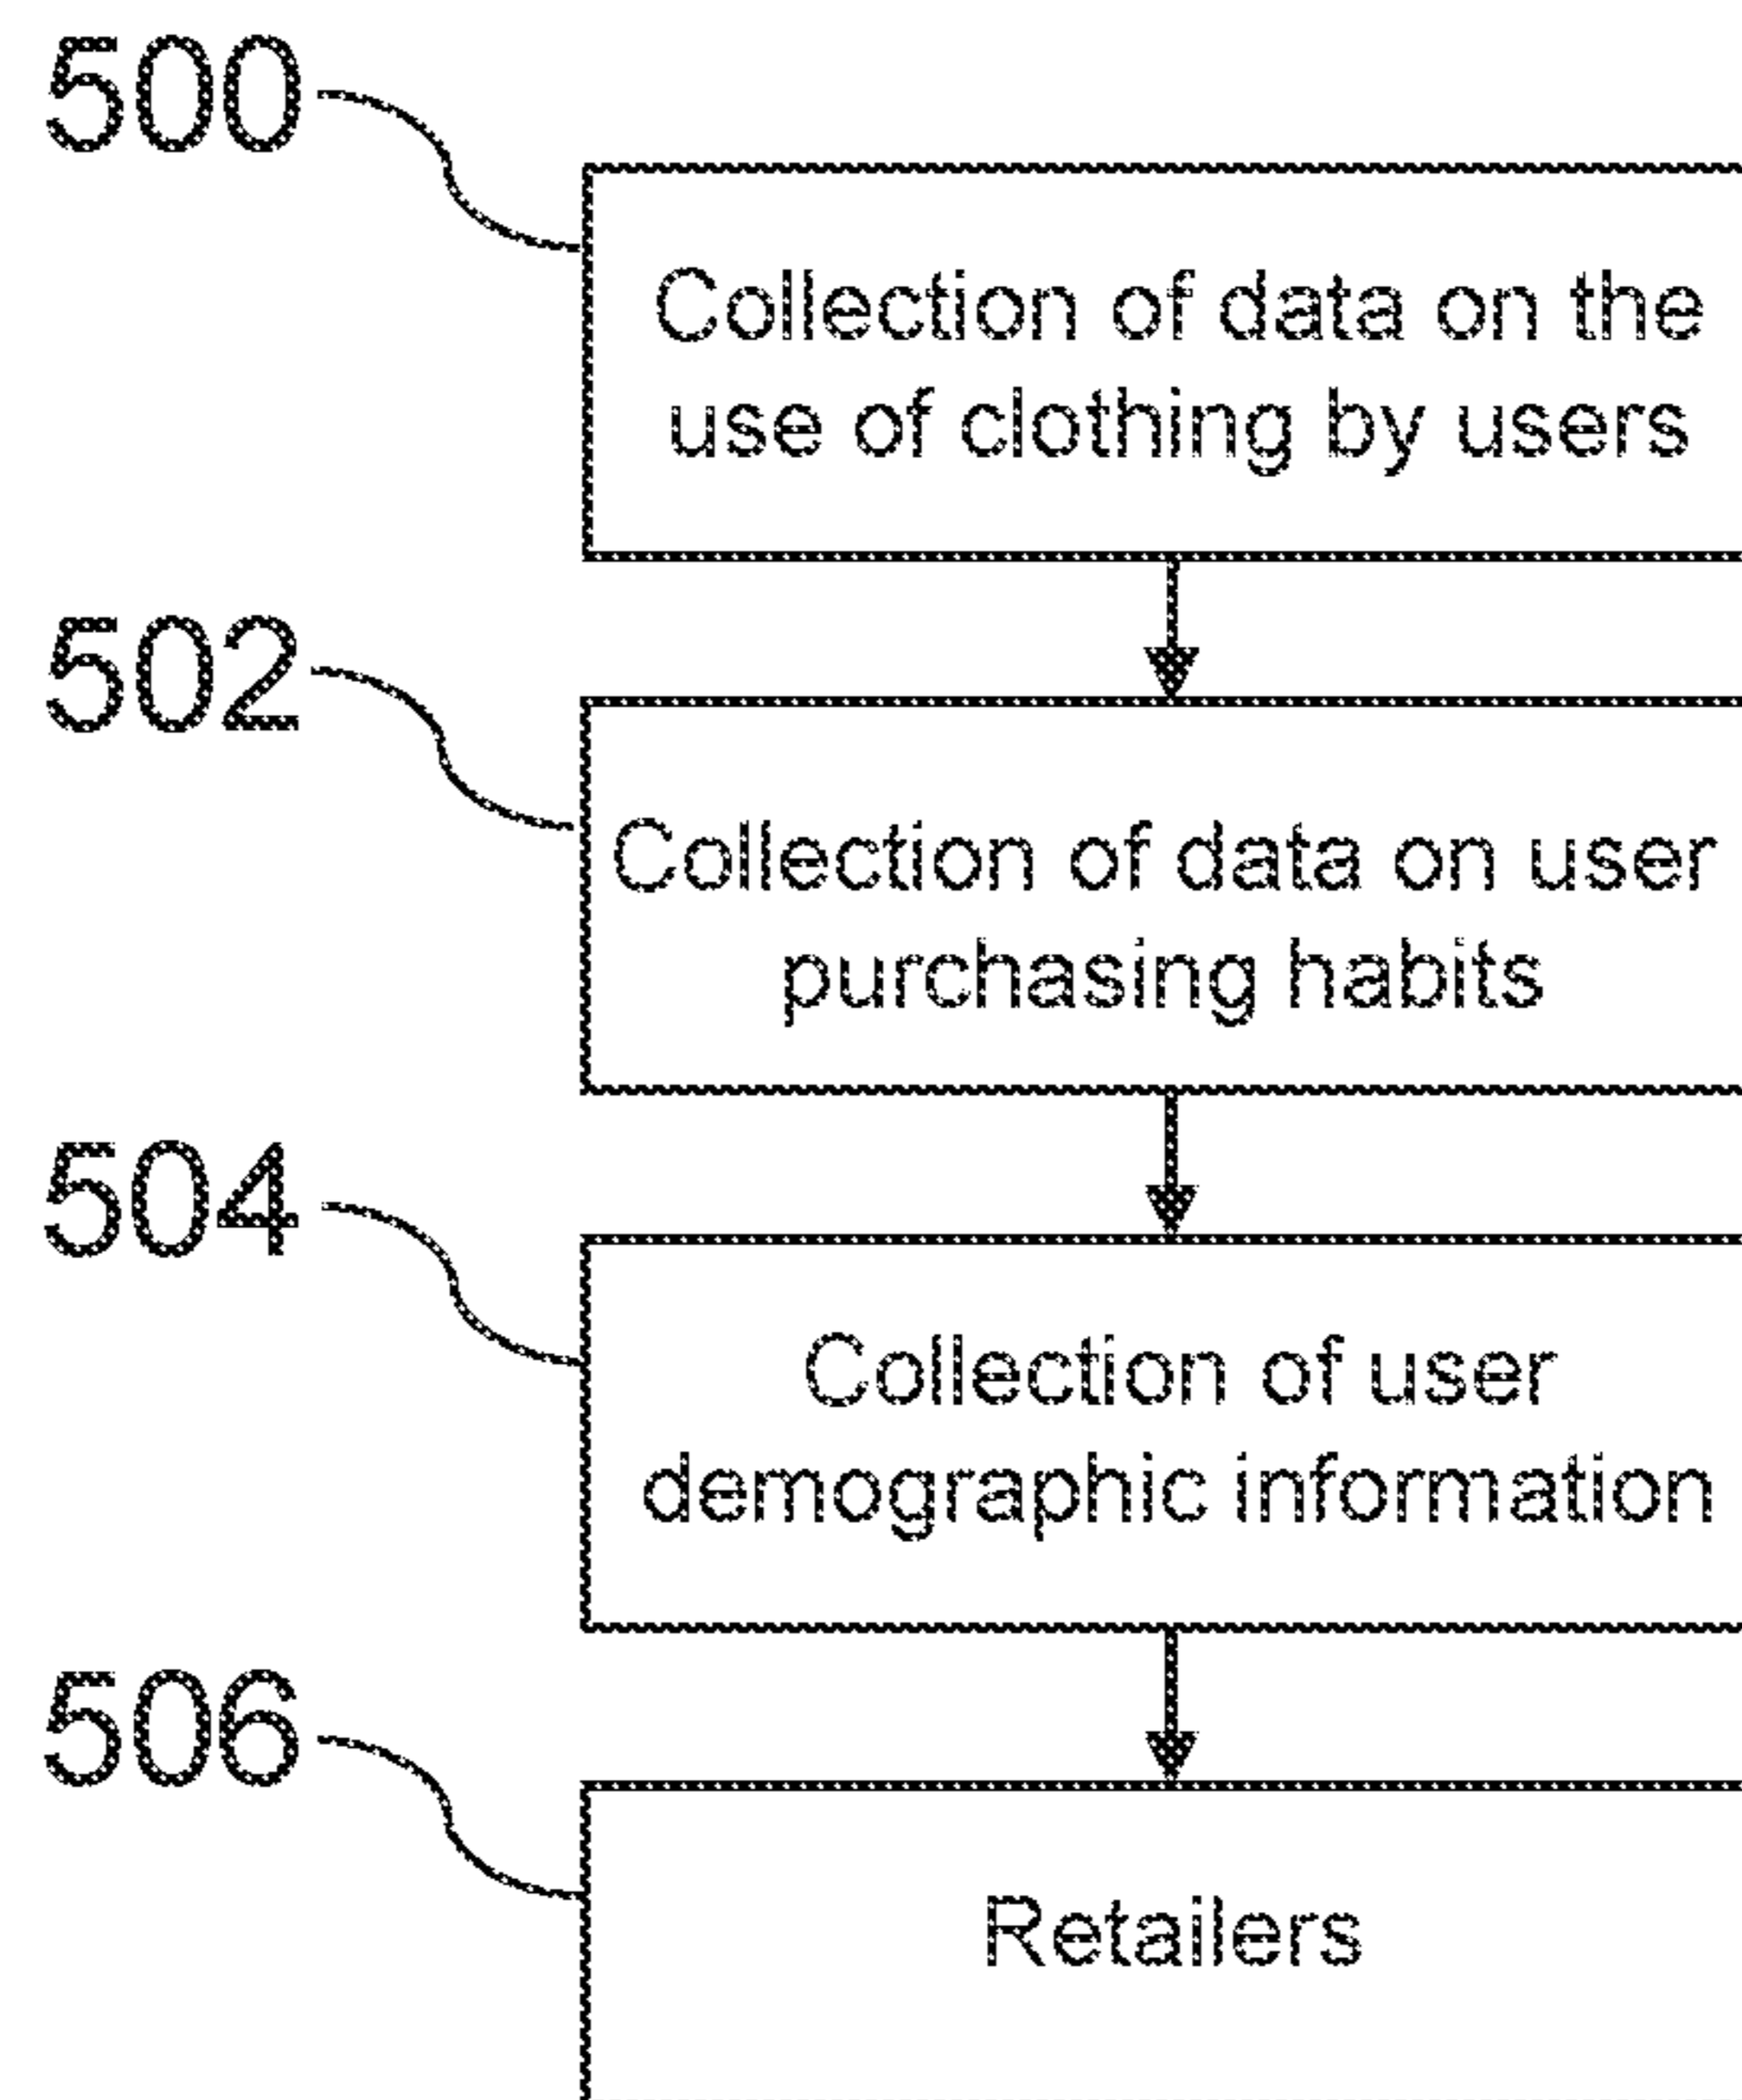 500
Collection of data on the
use of clothing by users
502
Collection of data on user
purchasing habits
504
Collection of user
demographic information
506
Retailers